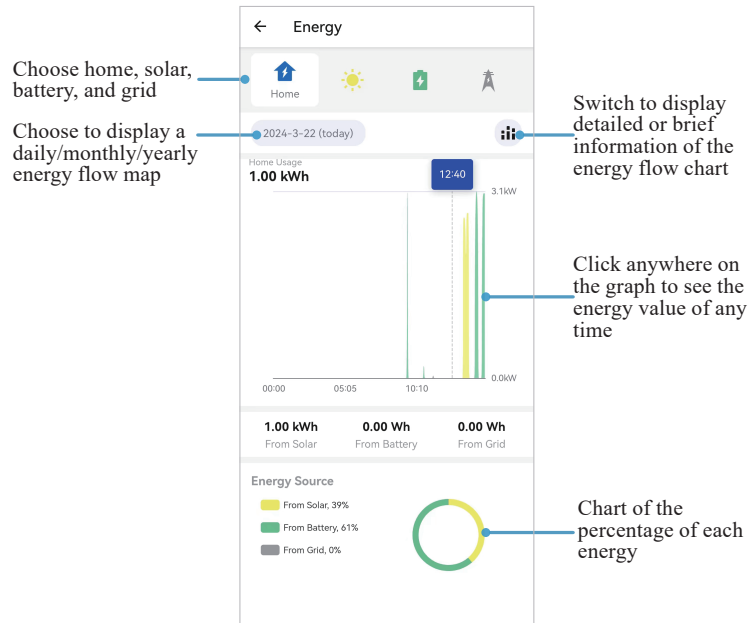 Energy
Choose home, solar,
battery, and grid
Home
Choose to display a
daily/monthly/yearly
energy flow map
2024-3-22 (today)
Switch to display
detailed or brief
information of the
energy flow chart
Home Usage
1.00 kWh
12:40
3.1kW
Click anywhere on
the graph to see the
energy value of any
time
0.0kW
00:00 05:05 10:10
1.00 kWh 0.00 Wh 0.00 Wh
From Solar From Battery From Grid
Energy Source
From Solar, 39%
From Battery, 61%
From Grid, 0%
Chart of the
percentage of each
energy